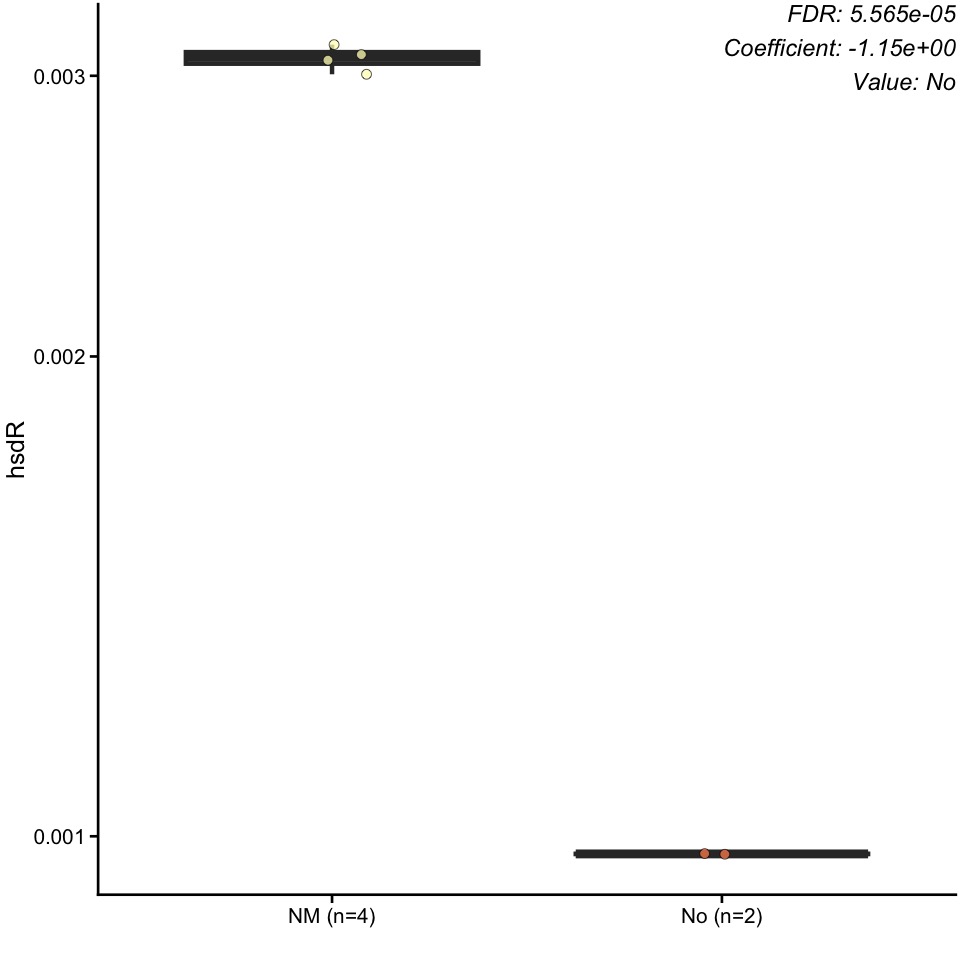 FDR: 5.565e-05
Coefficient: -1.15e+00
Value: No
0.003
0.002
0.001
hsdR
NM (n=4)
No (n=2)